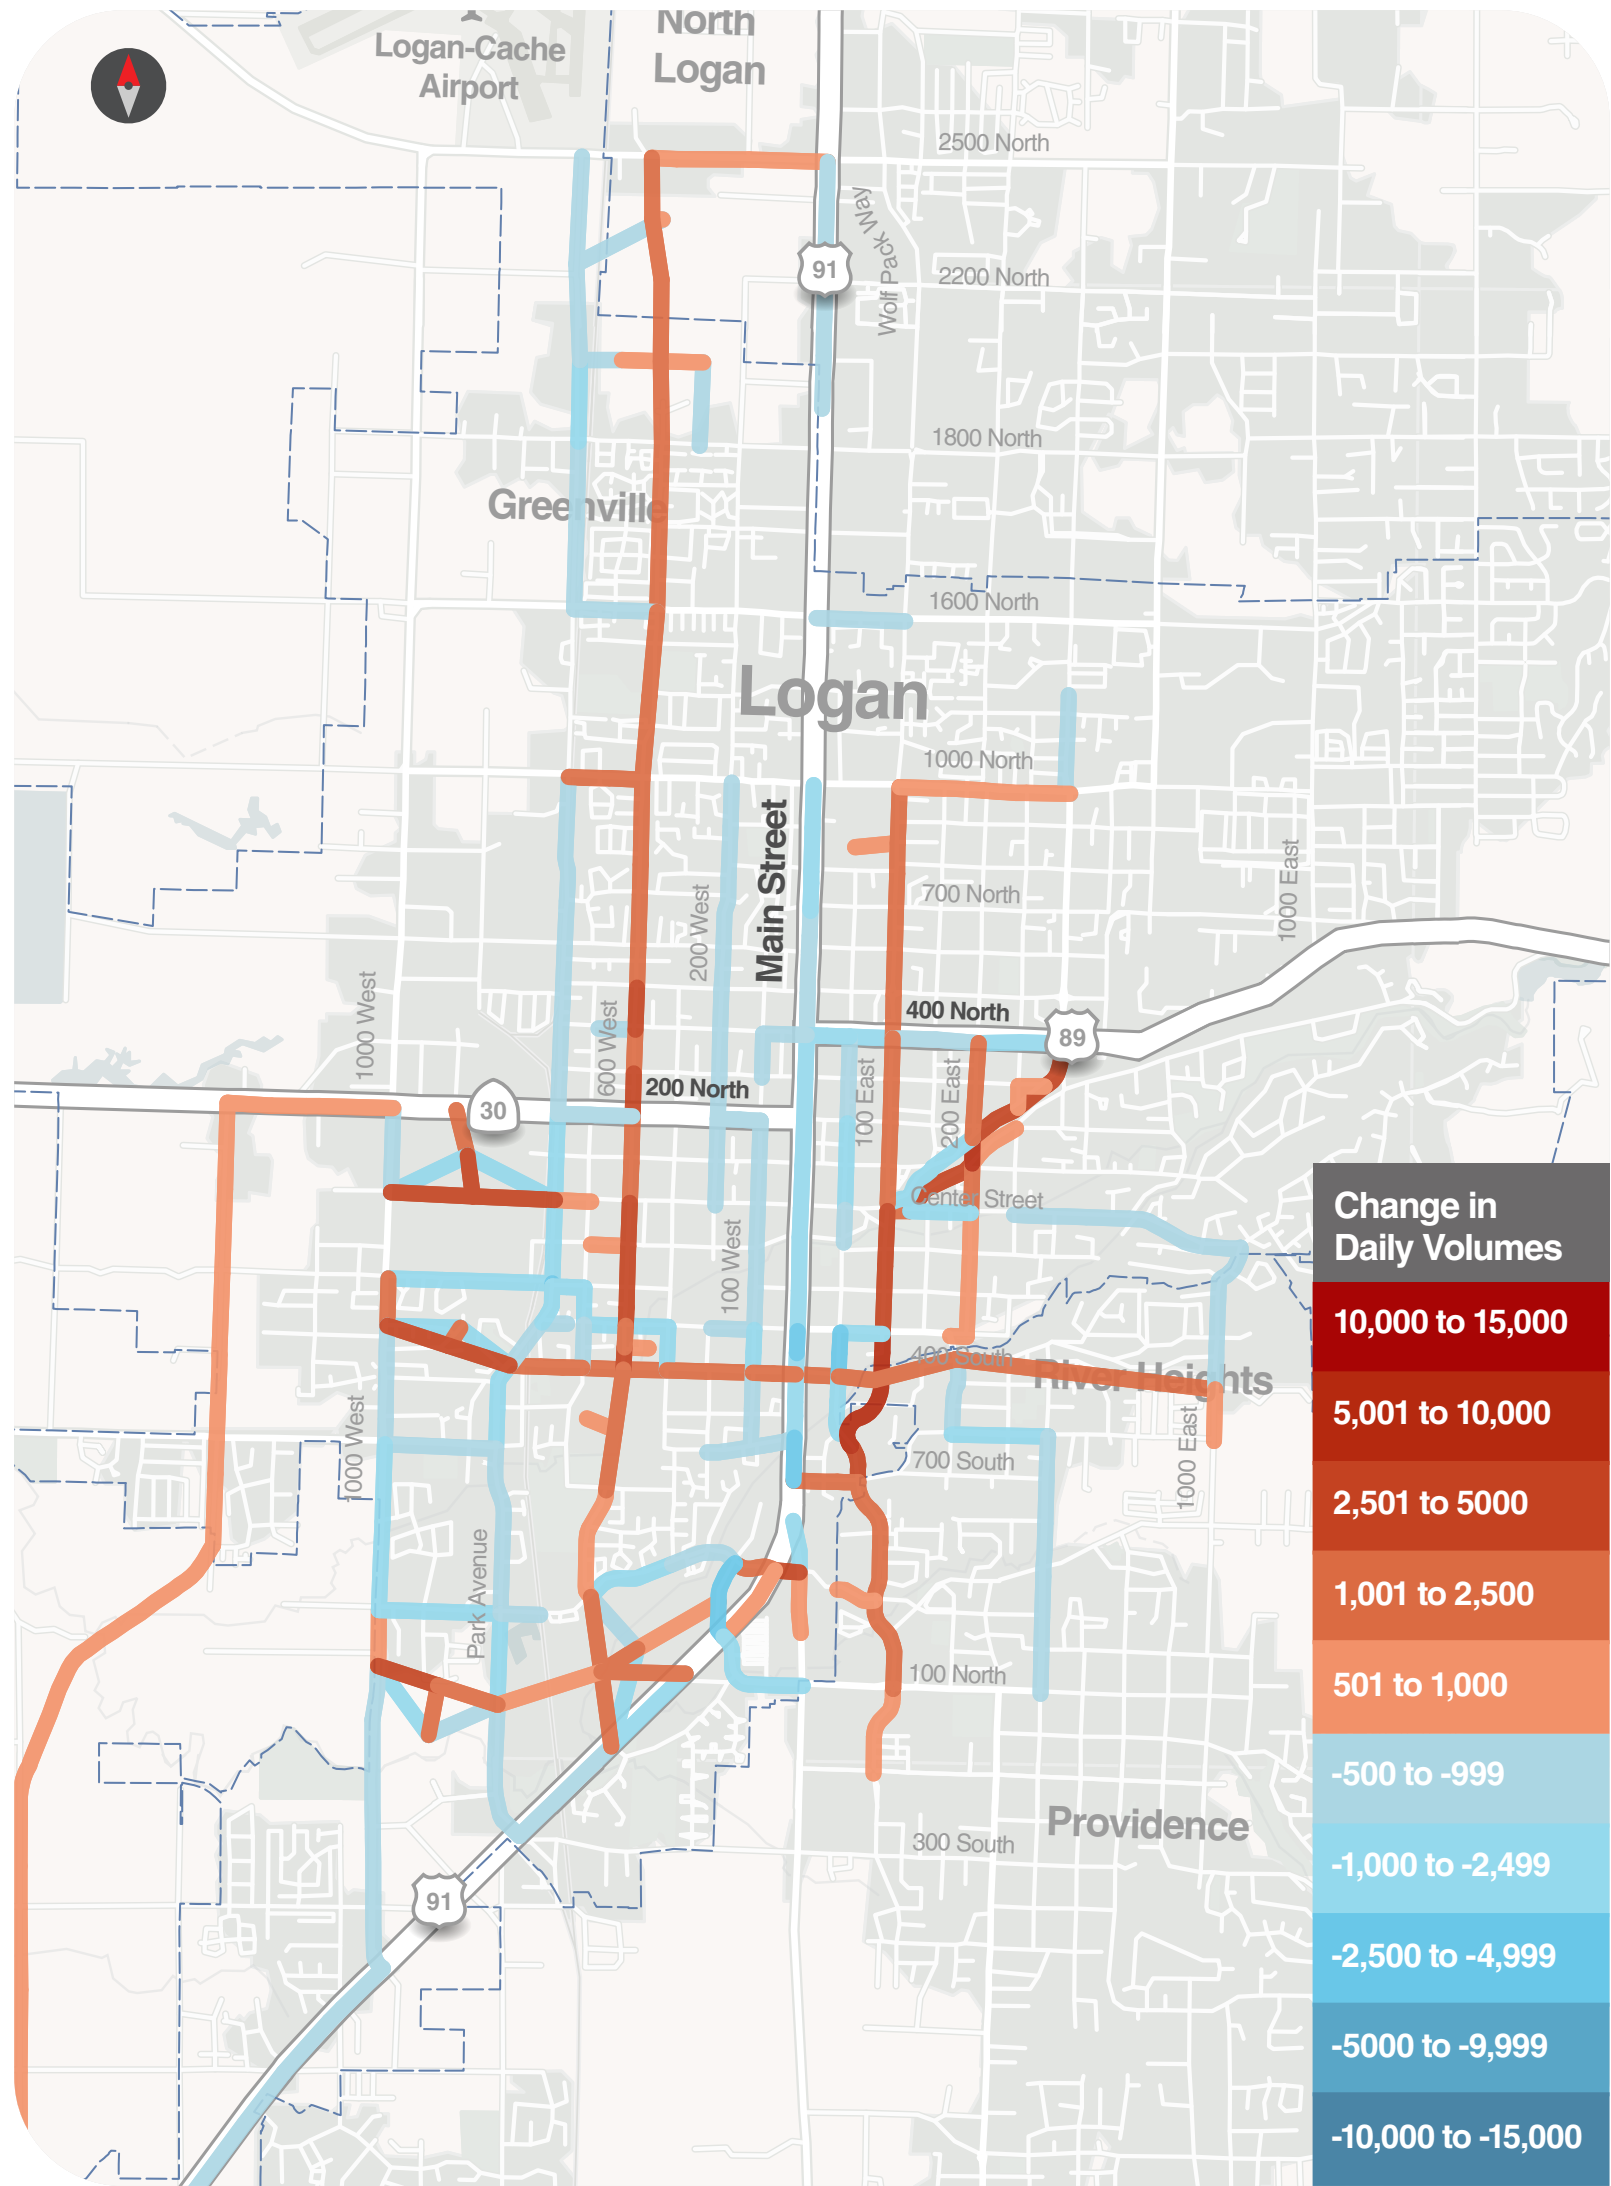 North
Logan
Logan-Cache
Airport
2500 North
Wolf Pack Way
91
2200 North
1800 North
Greenville
1600 North
Logan
1000 North
Main Street
700 North
200 West
1000 East
1000 West
600 West
400 North
89
200 North
30
100 East
200 East
Center Street
100 West
400 South
River Heights
1000 West
700 South
1000 East
Park Avenue
100 North
Providence
300 South
91
Change in
Daily Volumes
10,000 to 15,000
5,001 to 10,000
2,501 to 5000
1,001 to 2,500
501 to 1,000
-500 to -999
-1,000 to -2,499
-2,500 to -4,999
-5000 to -9,999
-10,000 to -15,000